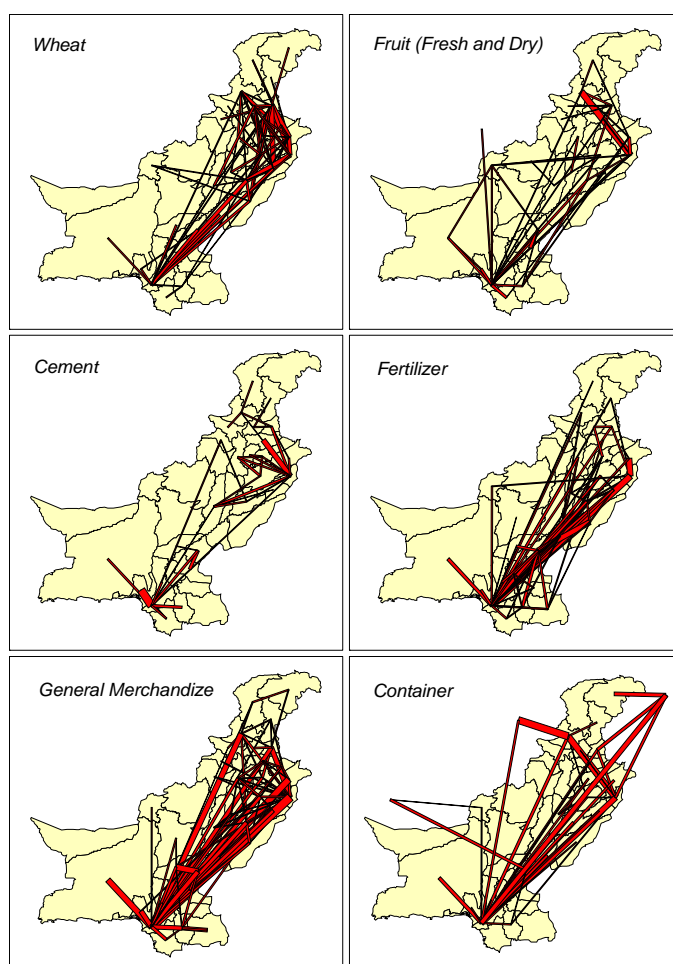 Wheat
Fruit (Fresh and Dry)
Cement
Fertilizer
General Merchandize
Container